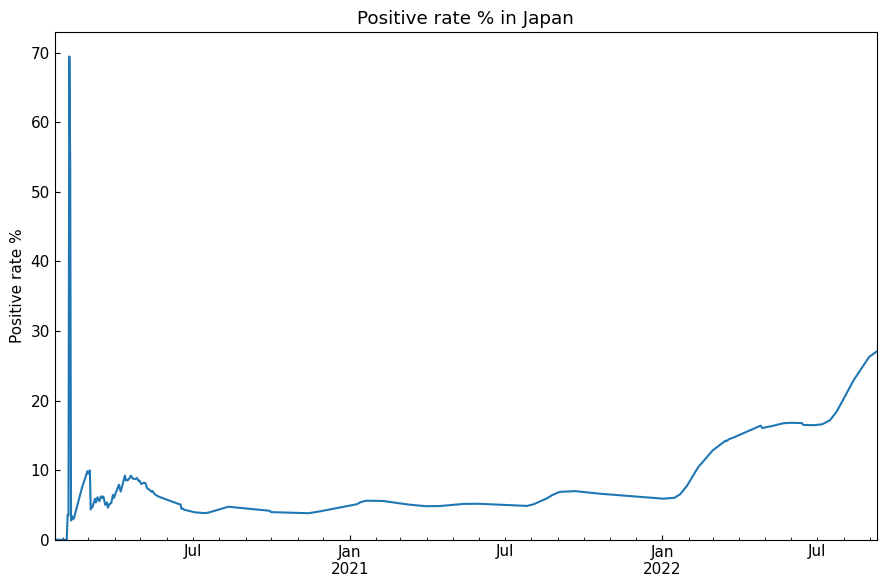 Positive rate % in Japan
Positive rate %
70
60
50
40
30
20
10
0
Jul
Jan
2021
Jul
Jan
2022
Jul